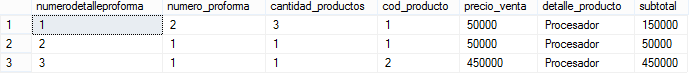 numerodetalleproforma numero_proforma cantidad_productos cod_producto precio_venta detalle_producto subtotal
1 1 2 3 1 50000 Procesador 150000
2 2 1 1 1 50000 Procesador 50000
3 3 1 1 2 450000 Procesador 450000